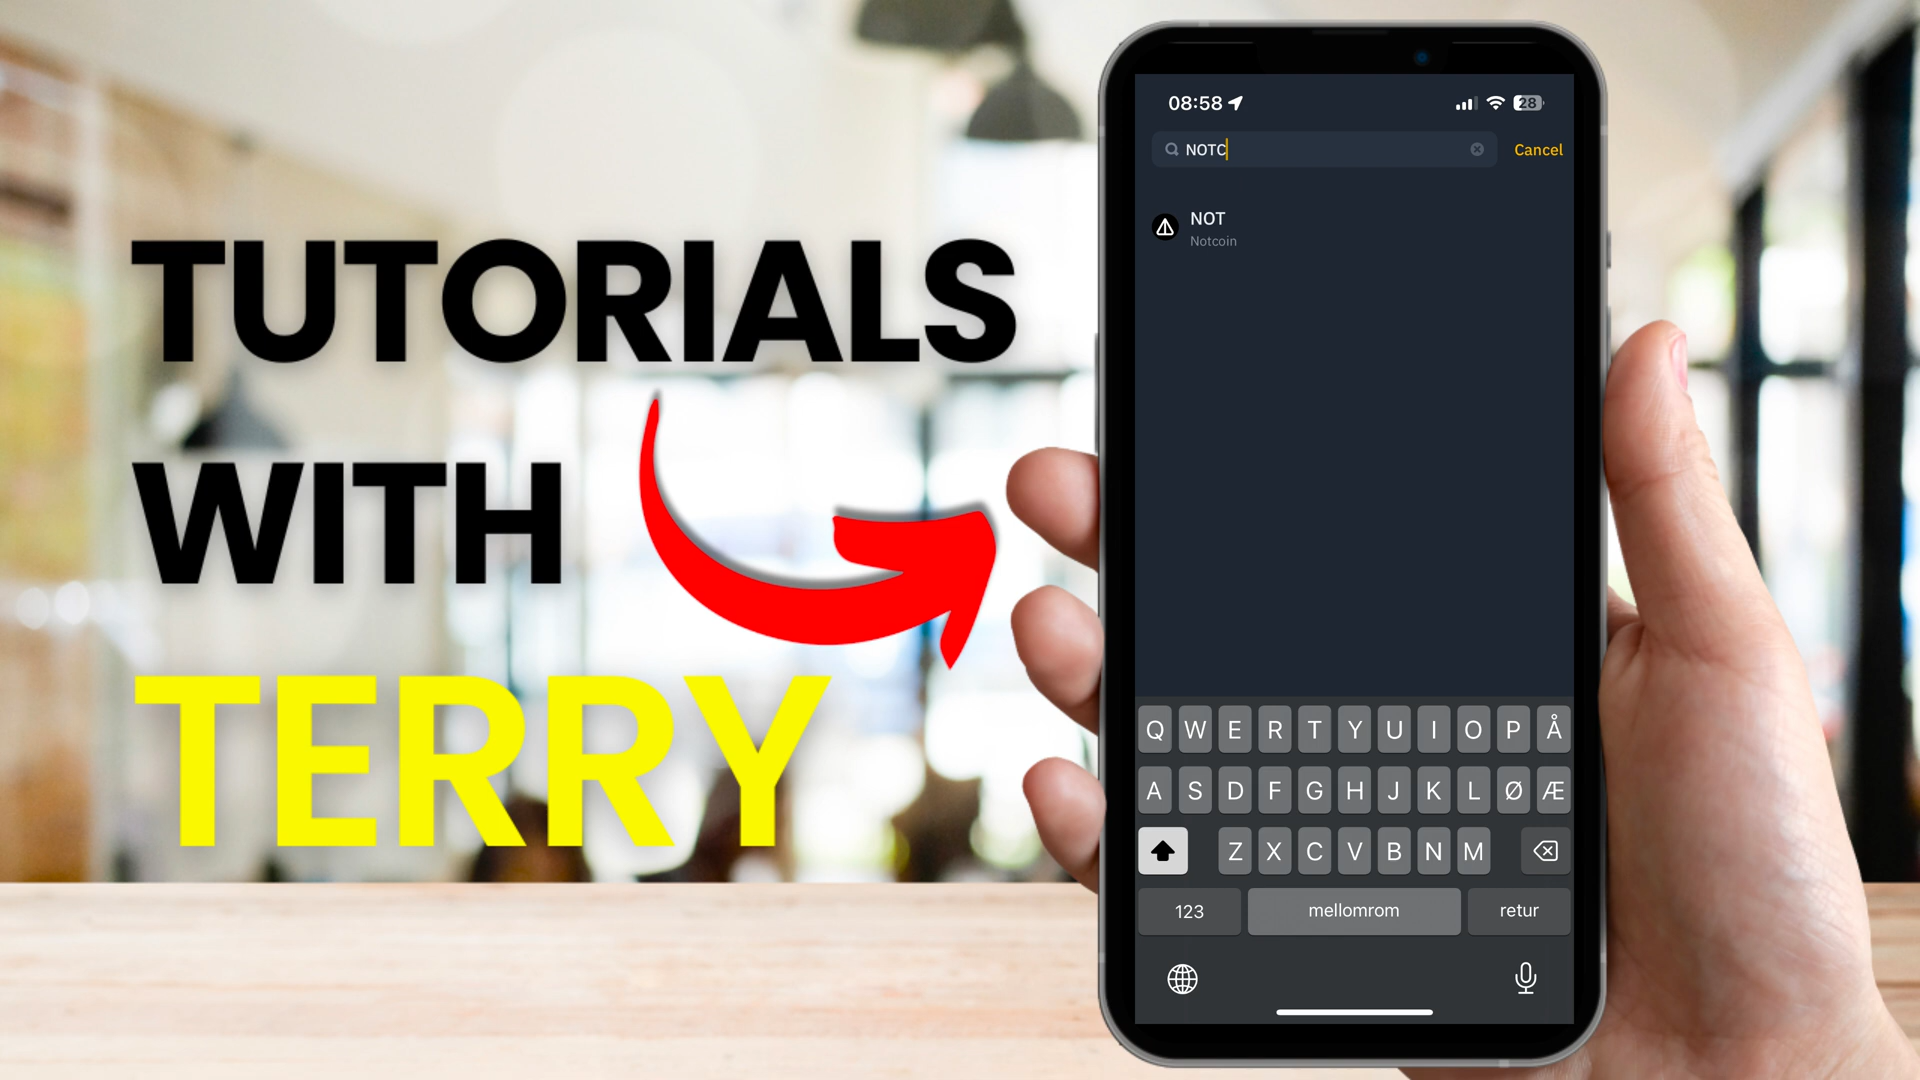 TUTORIALS
WITH
TERRY
08:58
28
NOTC
Cancel
NOT
Notcoin
Q W E R T Y U I O P Å
A S D F G H J K L Ø Æ
Z X C V B N M
123 mellomrom retur